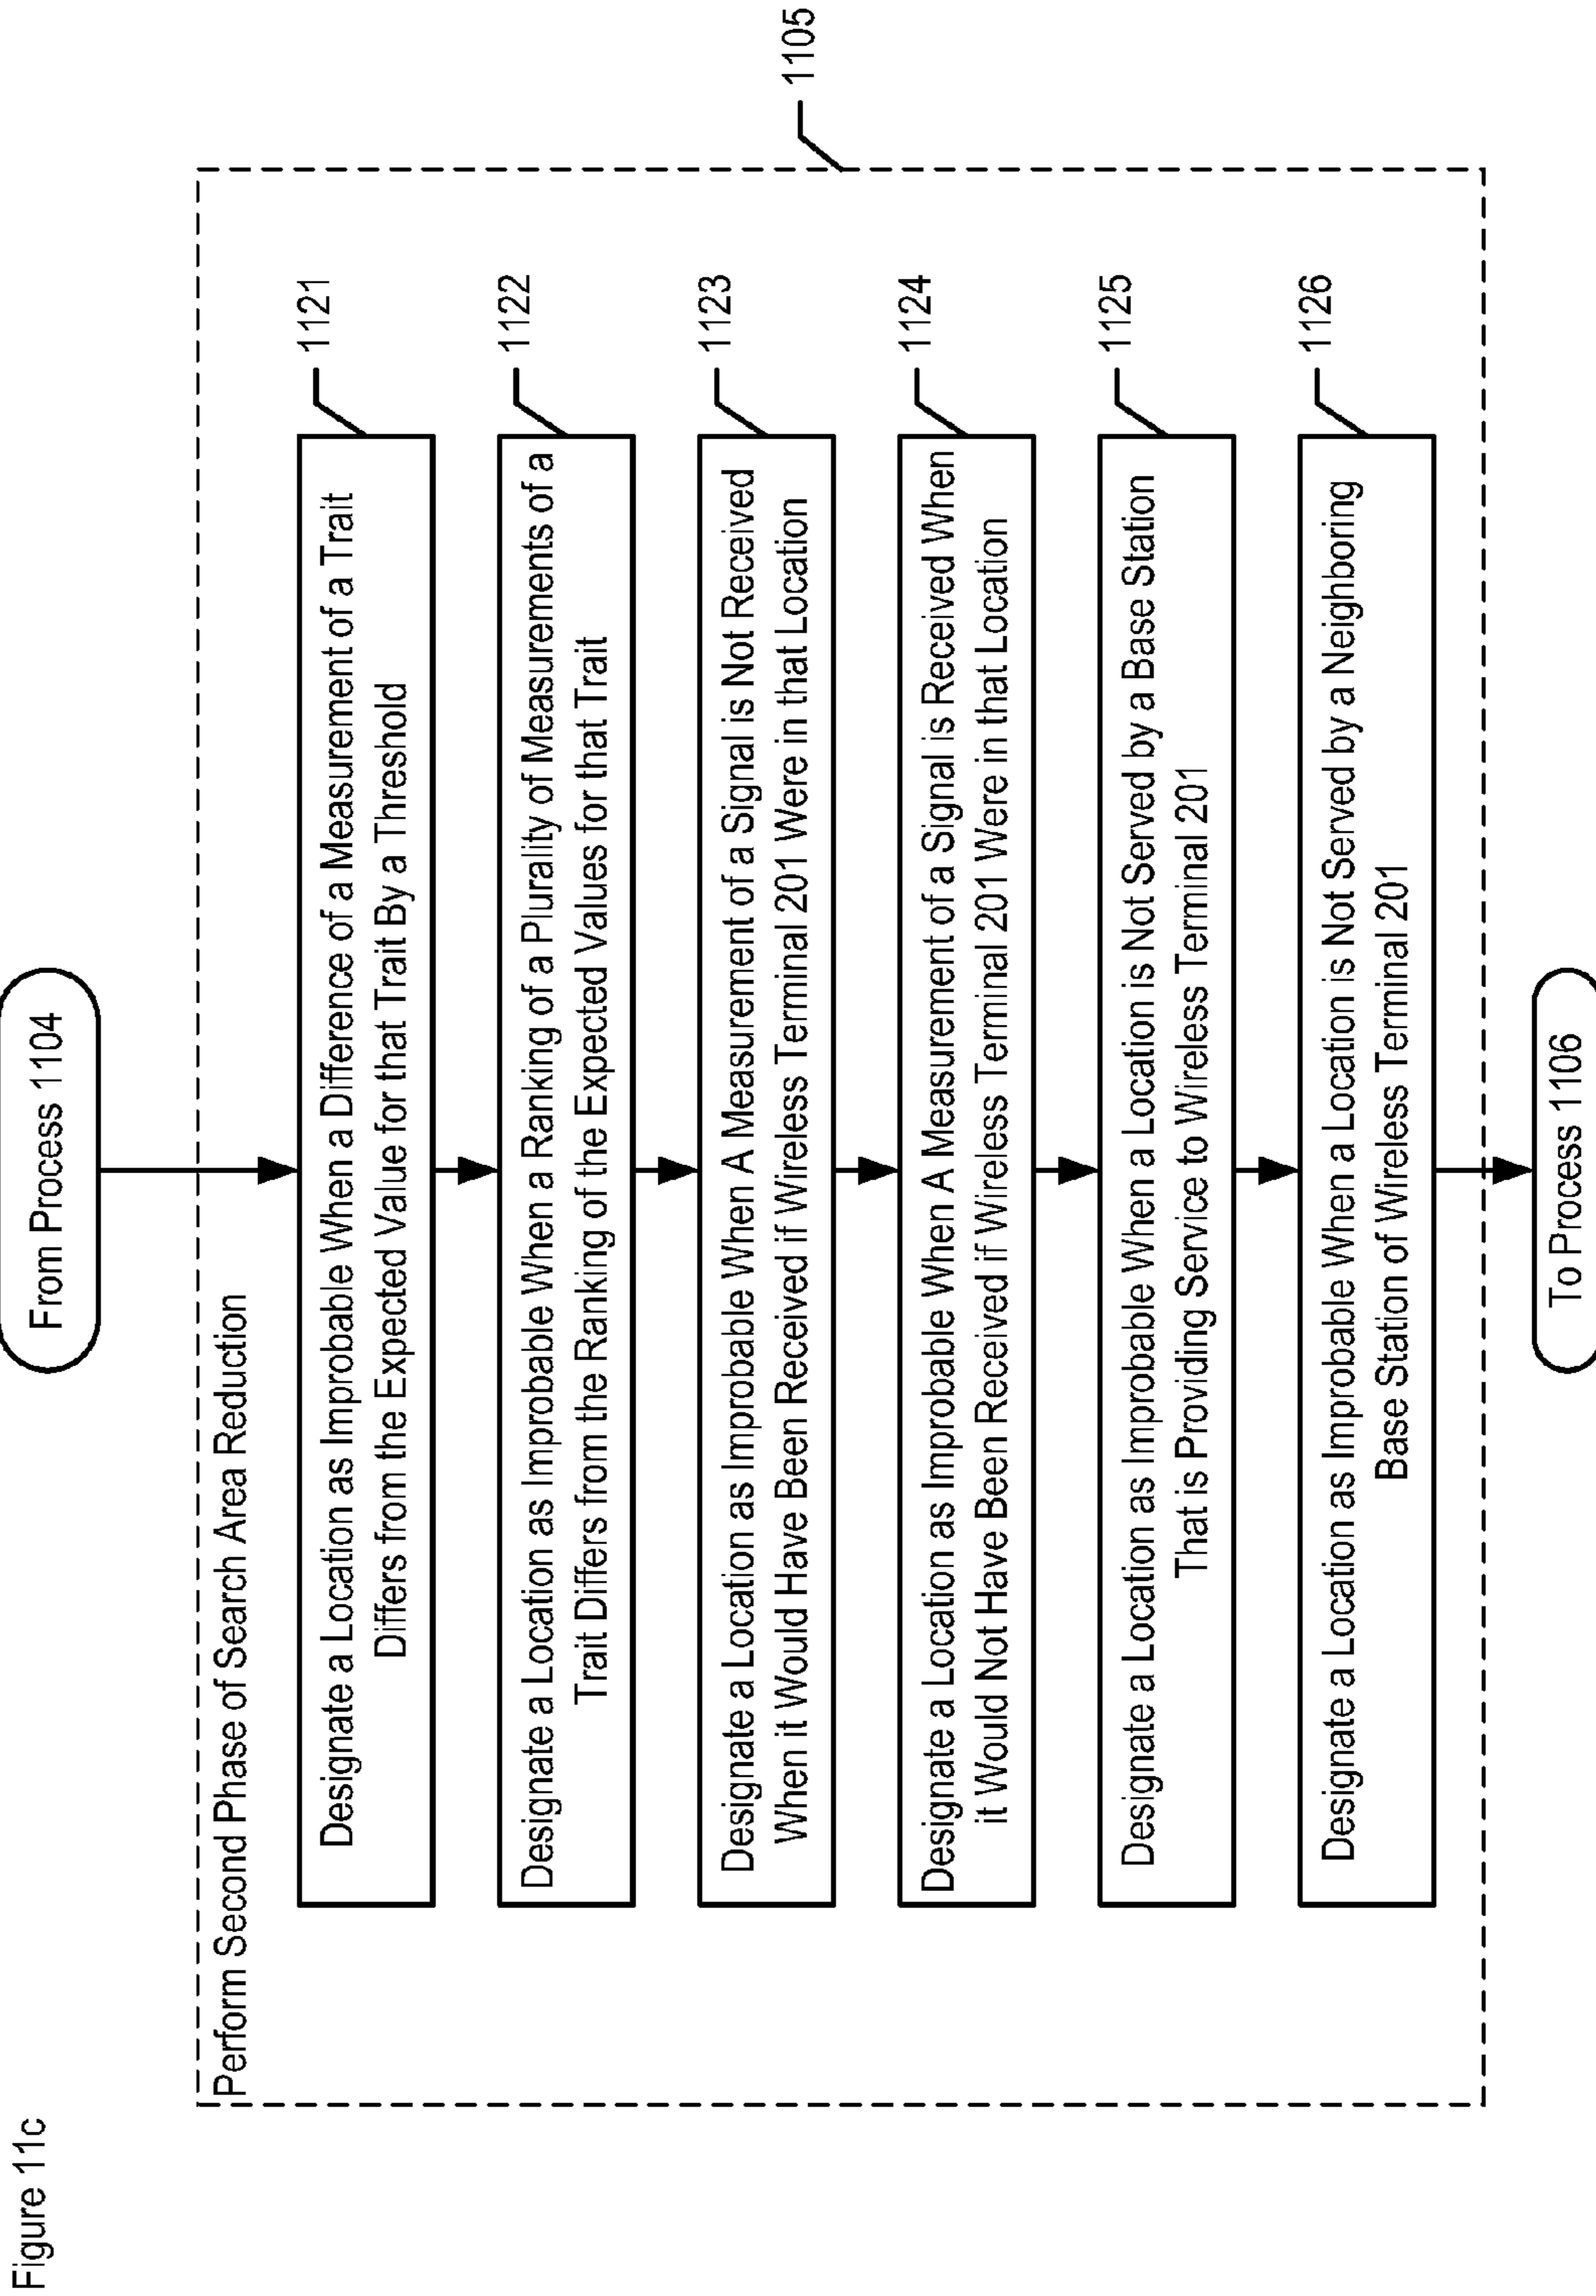 Figure 11c
From Process 1104
Perform Second Phase of Search Area Reduction
1105
Designate a Location as Improbable When a Difference of a Measurement of a Trait
Differs from the Expected Value for that Trait By a Threshold
1121
Designate a Location as Improbable When a Ranking of a Plurality of Measurements of a
Trait Differs from the Ranking of the Expected Values for that Trait
1122
Designate a Location as Improbable When A Measurement of a Signal is Not Received
When it Would Have Been Received if Wireless Terminal 201 Were in that Location
1123
Designate a Location as Improbable When A Measurement of a Signal is Received When
it Would Not Have Been Received if Wireless Terminal 201 Were in that Location
1124
Designate a Location as Improbable When a Location is Not Served by a Base Station
That is Providing Service to Wireless Terminal 201
1125
Designate a Location as Improbable When a Location is Not Served by a Neighboring
Base Station of Wireless Terminal 201
1126
To Process 1106